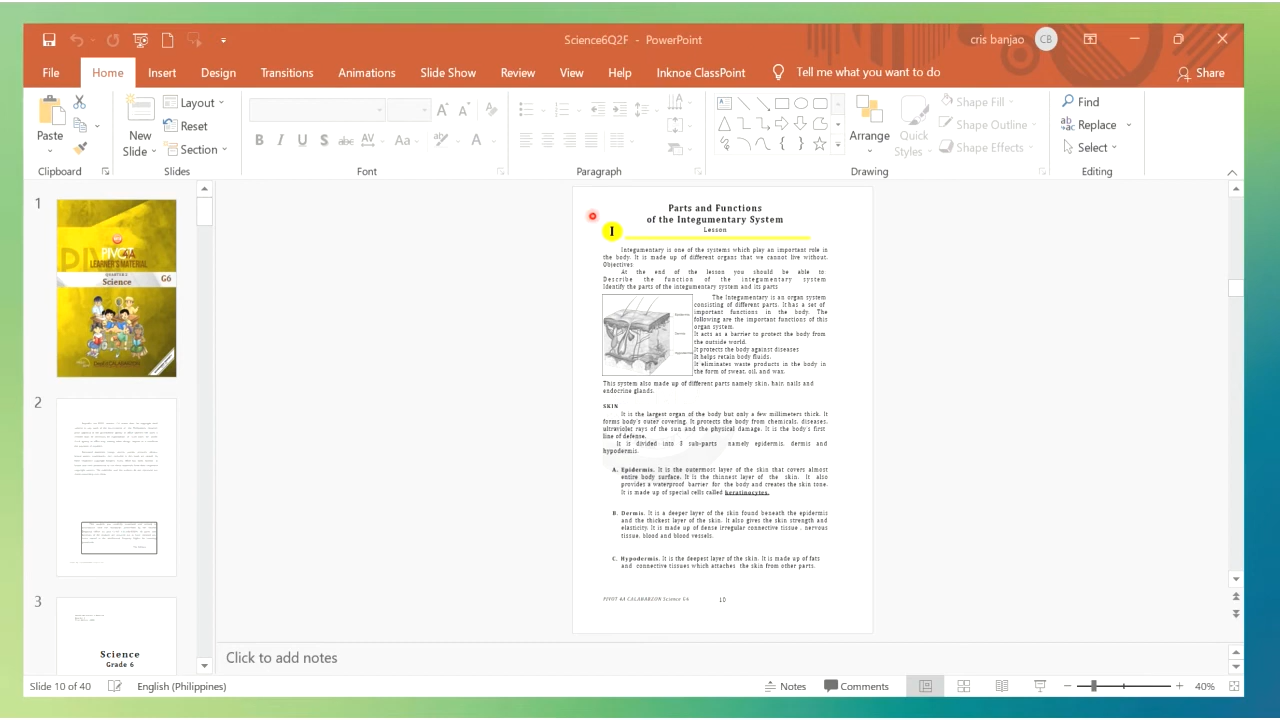 Science6Q2F - PowerPoint
cris banjao CB
File Home Insert Design Transitions Animations Slide Show Review View Help Inknoe ClassPoint Tell me what you want to do Share
Paste
Clipboard
New
Slide
Layout
Reset
Section
Slides
B I U S abc AV Aa A
Font
Paragraph
Arrange
Quick
Styles
Shape Fill
Shape Outline
Shape Effects
Drawing
Find
Replace
Select
Editing
1
PIVOT 4A
LEARNER'S MATERIAL
QUARTER 2
Science G6
2
3
Science
Grade 6
Parts and Functions
of the Integumentary System
I Lesson
Integumentary is one of the systems which play an important role in
the body. It is made up of different organs that we cannot live without.
Objectives
At the end of the lesson you should be able to:
Describe the function of the integumentary system
Identify the parts of the integumentary system and its parts
The Integumentary is an organ system
consisting of different parts. It has a set of
important functions in the body. The
following are the important functions of this
organ system.
It acts as a barrier to protect the body from
the outside world.
It protects the body against diseases
It helps retain body fluids.
It eliminates waste products in the body in
the form of sweat, oil, and wax.
This system also made up of different parts namely skin, hair, nails and
endocrine glands.
SKIN
It is the largest organ of the body but only a few millimeters thick. It
forms body's outer covering. It protects the body from chemicals, diseases,
ultraviolet rays of the sun and the physical damage. It is the body's first
line of defense.
It is divided into 3 sub-parts namely epidermis, dermis and
hypodermis.
A. Epidermis. It is the outermost layer of the skin that covers almost
entire body surface. It is the thinnest layer of the skin. It also
provides a waterproof barrier for the body and creates the skin tone.
It is made up of special cells called keratinocytes.
B. Dermis. It is a deeper layer of the skin found beneath the epidermis
and the thickest layer of the skin. It also gives the skin strength and
elasticity. It is made up of dense irregular connective tissue, nervous
tissue, blood and blood vessels.
C. Hypodermis. It is the deepest layer of the skin. It is made up of fats
and connective tissues which attaches the skin from other parts.
PIVOT 4A CALABARZON Science G6 10
Click to add notes
Slide 10 of 40 English (Philippines) Notes Comments 40%